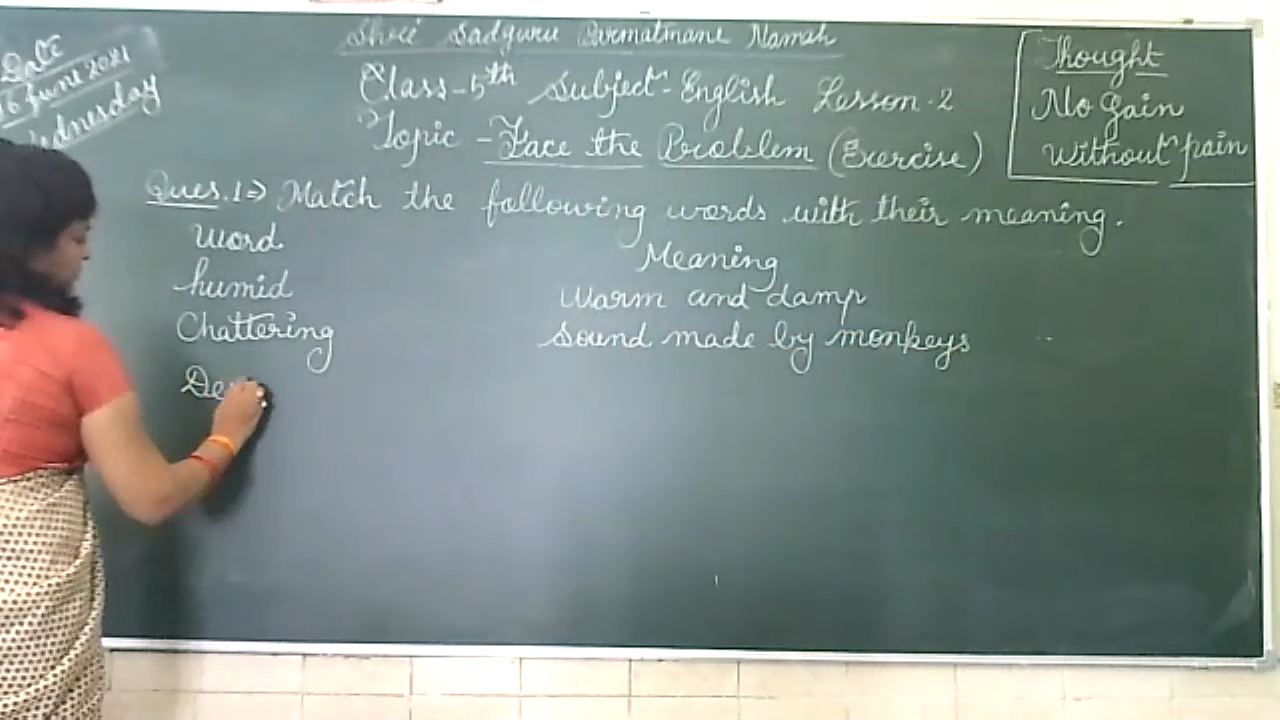 Shree Sadguru Parmatmane Namah
Date
16 June 2021
Wednesday
Class-5th Subject-English Lesson-2
Topic - Face the Problem (Exercise)
Thought
No Gain
Without pain
Ques.1⇒ Match the following words with their meaning.
Word Meaning
humid Warm and damp
Chattering Sound made by monkeys